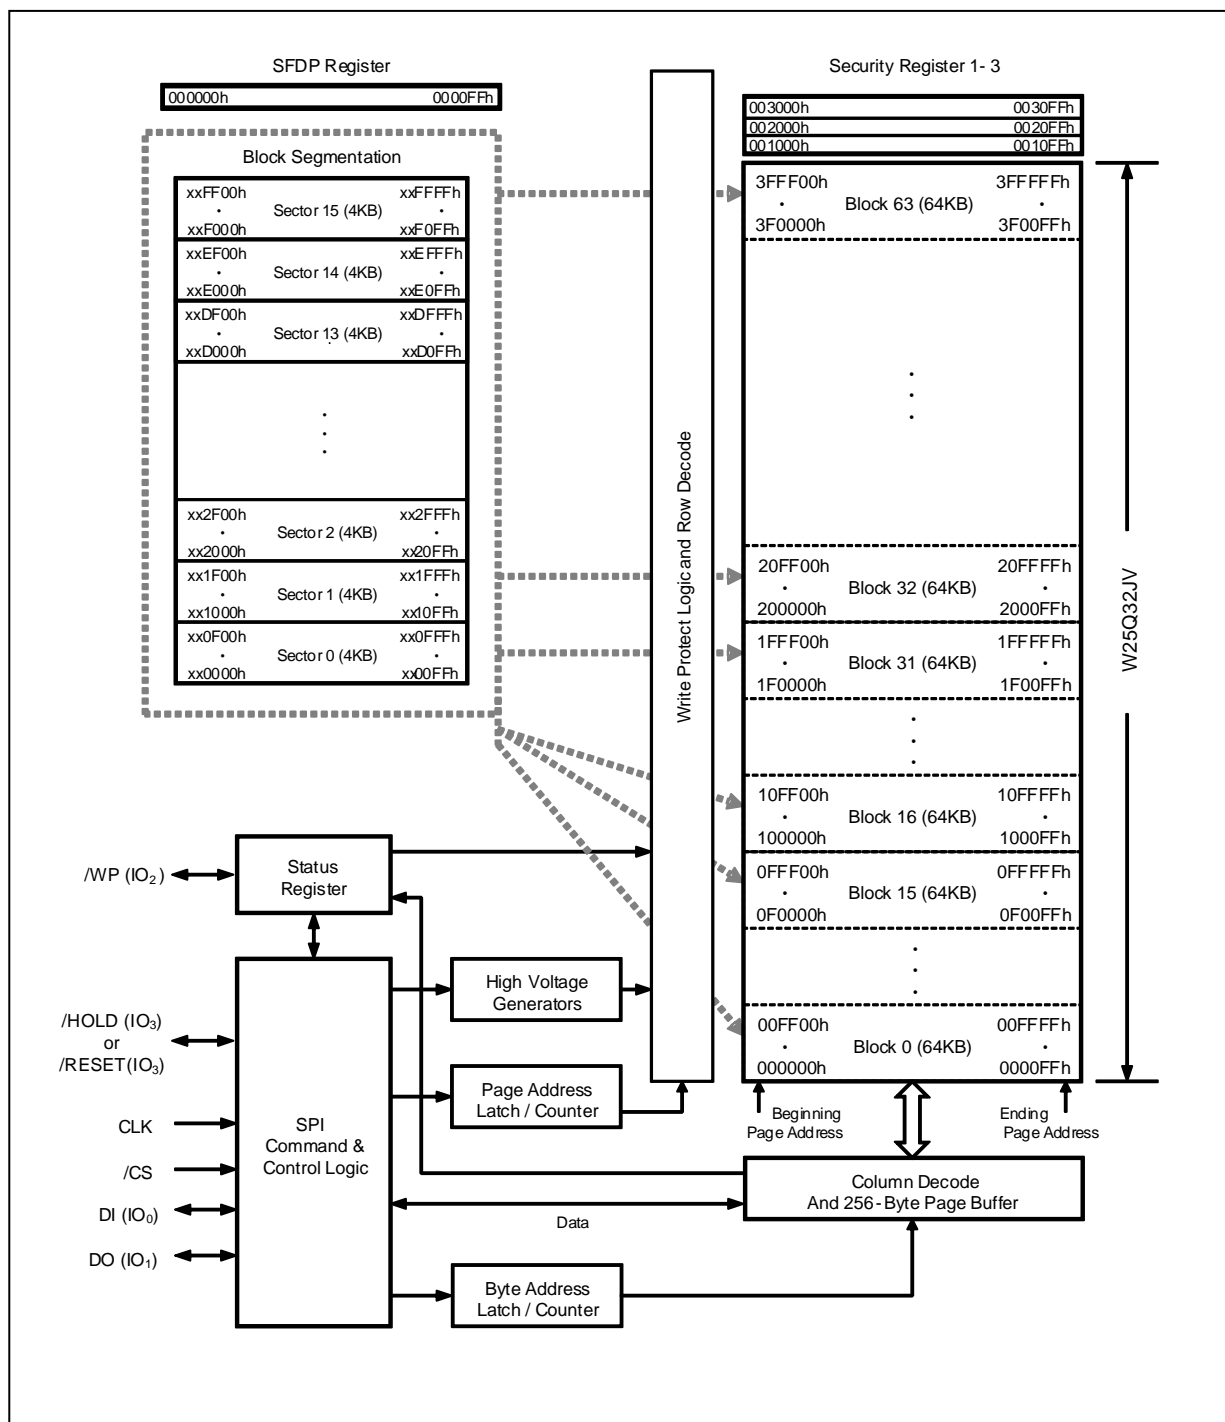 SFDP Register
000000h 0000FFh
Block Segmentation
xxFF00h xxFFFFh
Sector 15 (4KB)
xxF000h xxF0FFh
xxEF00h xxEFFFh
Sector 14 (4KB)
xxE000h xxE0FFh
xxDF00h xxDFFFh
Sector 13 (4KB)
xxD000h xxD0FFh
xx2F00h xx2FFFh
Sector 2 (4KB)
xx2000h xx20FFh
xx1F00h xx1FFFh
Sector 1 (4KB)
xx1000h xx10FFh
xx0F00h xx0FFFh
Sector 0 (4KB)
xx0000h xx00FFh
Write Protect Logic and Row Decode
Security Register 1- 3
003000h 0030FFh
002000h 0020FFh
001000h 0010FFh
3FFF00h 3FFFFFh
Block 63 (64KB)
3F0000h 3F00FFh
20FF00h 20FFFFh
Block 32 (64KB)
200000h 2000FFh
1FFF00h 1FFFFFh
Block 31 (64KB)
1F0000h 1F00FFh
10FF00h 10FFFFh
Block 16 (64KB)
100000h 1000FFh
0FFF00h 0FFFFFh
Block 15 (64KB)
0F0000h 0F00FFh
00FF00h 00FFFFh
Block 0 (64KB)
000000h 0000FFh
W25Q32JV
Beginning
Page Address
Ending
Page Address
Status
Register
/WP (IO2)
High Voltage
Generators
/HOLD (IO3)
or
/RESET(IO3)
Page Address
Latch / Counter
SPI
Command &
Control Logic
CLK
/CS
DI (IO0)
DO (IO1)
Column Decode
And 256-Byte Page Buffer
Data
Byte Address
Latch / Counter